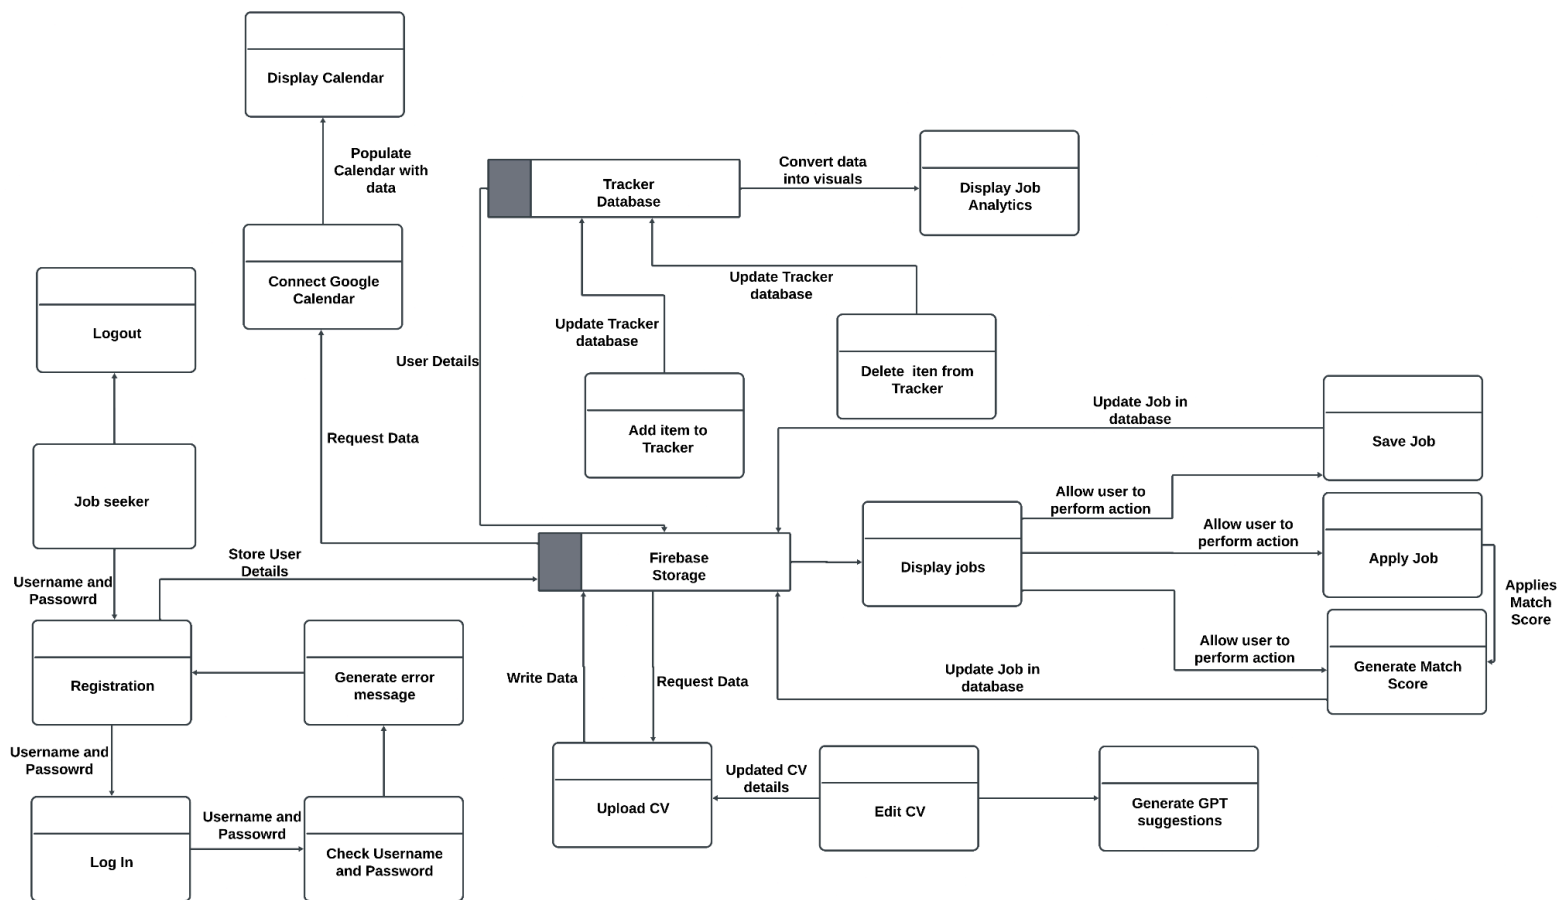 Display Calendar
Populate
Calendar with
data
Tracker
Database
Convert data
into visuals
Display Job
Analytics
Connect Google
Calendar
Update Tracker
database
Logout
User Details
Update Tracker
database
Delete  iten from
Tracker
Request Data
Add item to
Tracker
Update Job in
database
Save Job
Job seeker
Allow user to
perform action
Allow user to
perform action
Store User
Details
Firebase
Storage
Display jobs
Apply Job
Username and
Passowrd
Applies
Match
Score
Registration
Generate error
message
Write Data
Request Data
Update Job in
database
Allow user to
perform action
Generate Match
Score
Username and
Passowrd
Updated CV
details
Upload CV
Edit CV
Generate GPT
suggestions
Log In
Username and
Passowrd
Check Username
and Password